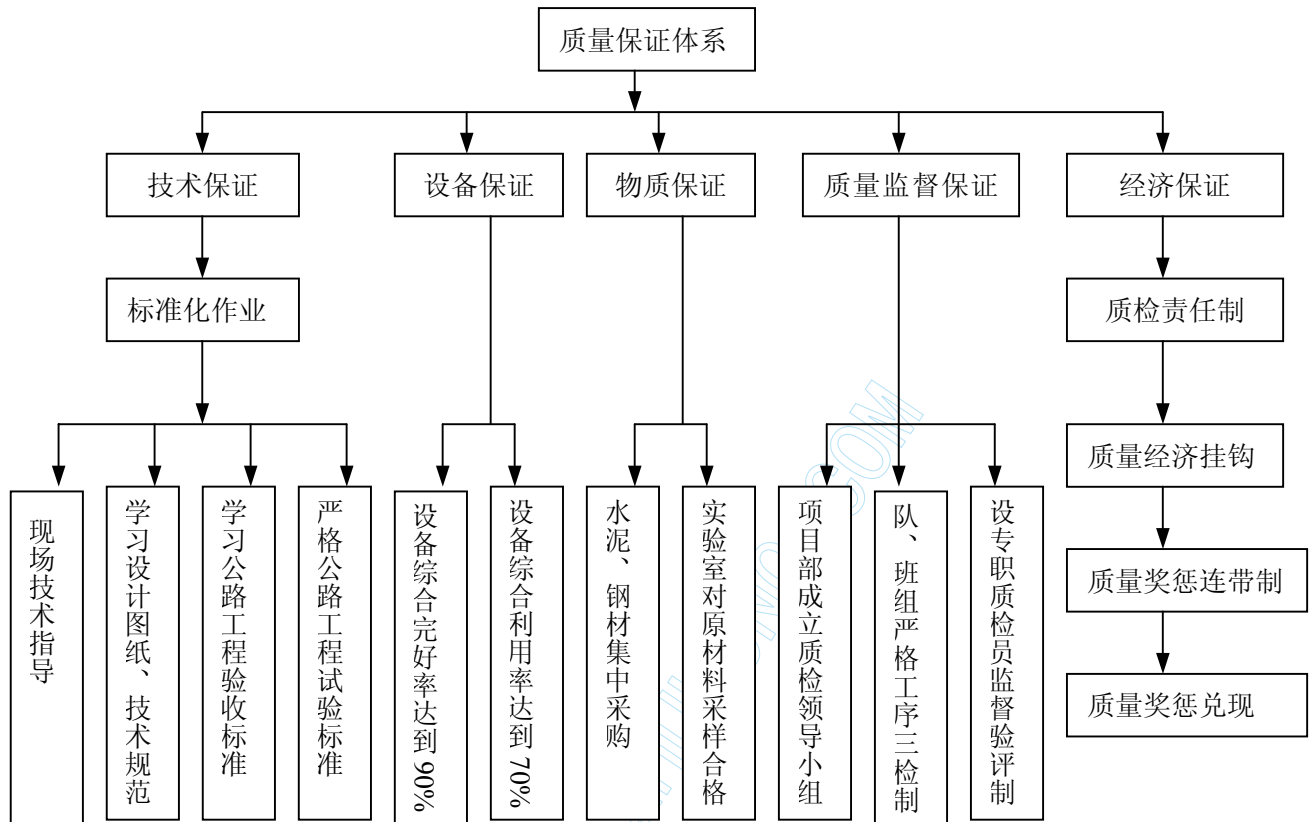 质量保证体系
技术保证
设备保证
物质保证
质量监督保证
经济保证
标准化作业
质检责任制
质量经济挂钩
质量奖惩连带制
质量奖惩兑现
现场技术指导
学习设计图纸、技术规范
学习公路工程验收标准
严格公路工程试验标准
设备综合完好率达到 90%
设备综合利用率达到 70%
水泥、钢材集中采购
实验室对原材料采样合格
项目部成立质检领导小组
队、班组严格工序三检制
设专职质检员监督验评制